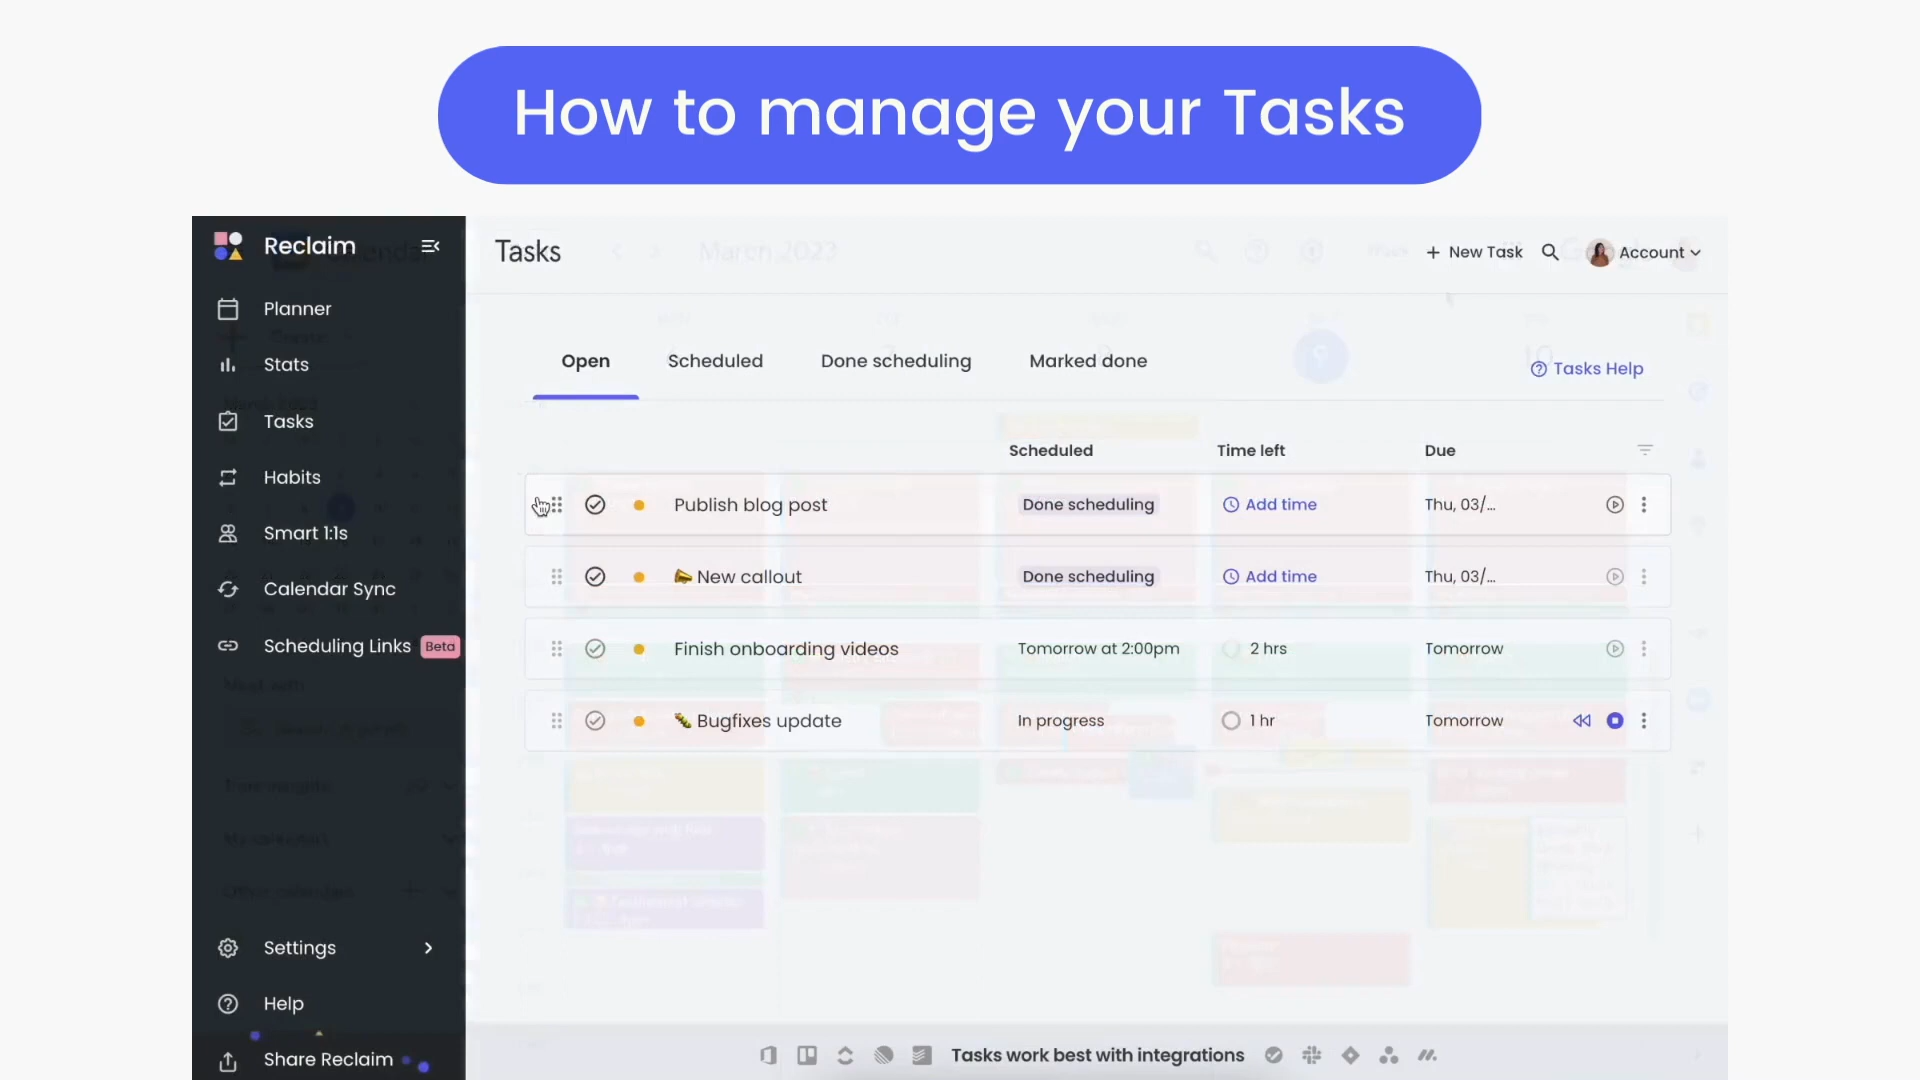 How to manage your Tasks
Reclaim
Tasks
March 2023
+ New Task
Account
Planner
Stats
Tasks
Habits
Smart 1:1s
Calendar Sync
Scheduling Links Beta
Settings
Help
Share Reclaim
Open Scheduled Done scheduling Marked done
Tasks Help
Scheduled Time left Due
Publish blog post Done scheduling Add time Thu, 03/...
New callout Done scheduling Add time Thu, 03/...
Finish onboarding videos Tomorrow at 2:00pm 2 hrs Tomorrow
Bugfixes update In progress 1 hr Tomorrow
Tasks work best with integrations